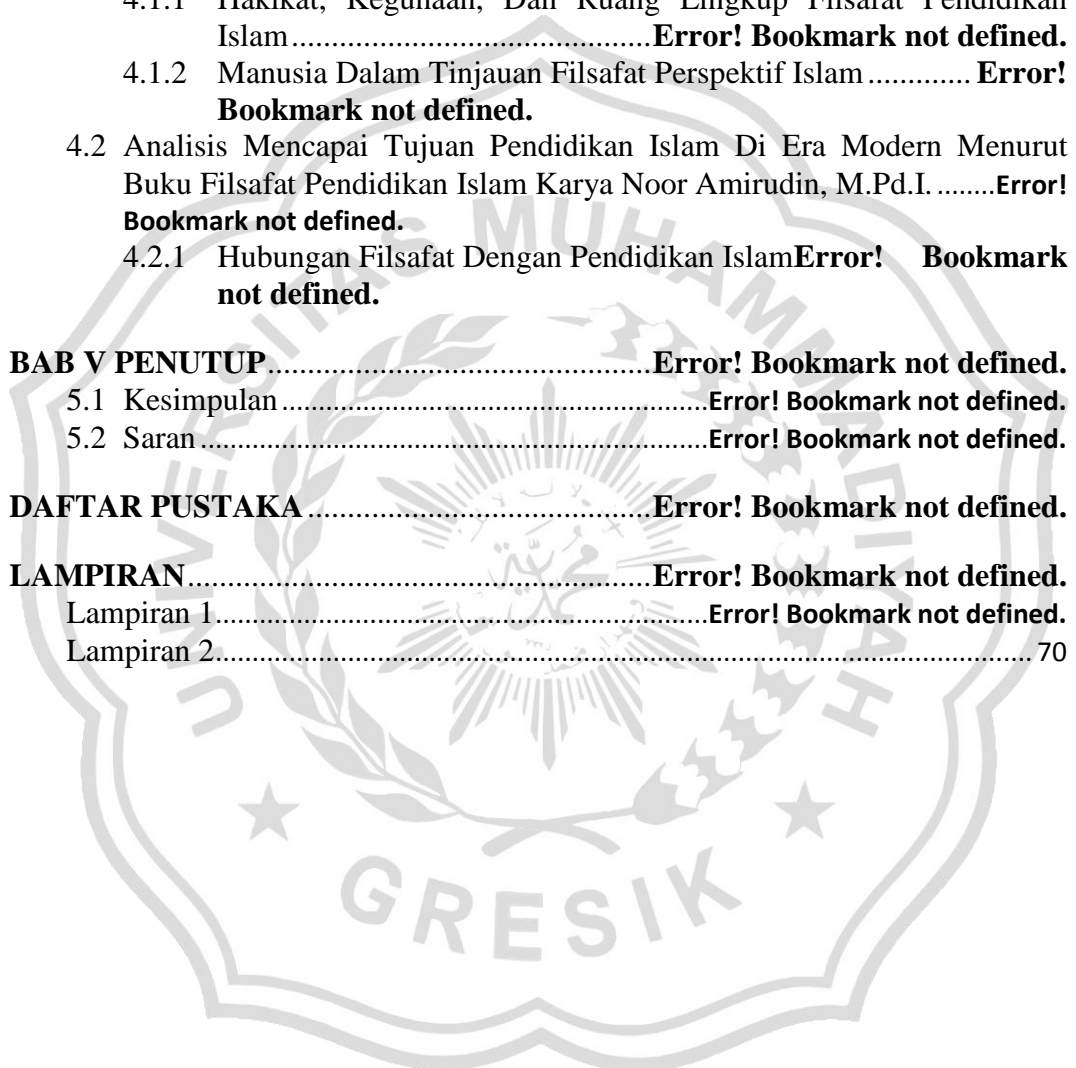 4.1.1 Hakikat, Kegunaan, Dan Ruang Lingkup Filsafat Pendidikan
Islam........................................Error! Bookmark not defined.
4.1.2 Manusia Dalam Tinjauan Filsafat Perspektif Islam ............. Error!
Bookmark not defined.
4.2 Analisis Mencapai Tujuan Pendidikan Islam Di Era Modern Menurut
Buku Filsafat Pendidikan Islam Karya Noor Amirudin, M.Pd.I. ........Error!
Bookmark not defined.
4.2.1 Hubungan Filsafat Dengan Pendidikan IslamError! Bookmark
not defined.
BAB V PENUTUP..........................................Error! Bookmark not defined.
5.1 Kesimpulan................................................Error! Bookmark not defined.
5.2 Saran.........................................................Error! Bookmark not defined.
DAFTAR PUSTAKA......................................Error! Bookmark not defined.
LAMPIRAN...................................................Error! Bookmark not defined.
Lampiran 1.......................................................Error! Bookmark not defined.
Lampiran 2............................................................................................ 70
UNIVERSITAS MUHAMMADIYAH
GRESIK